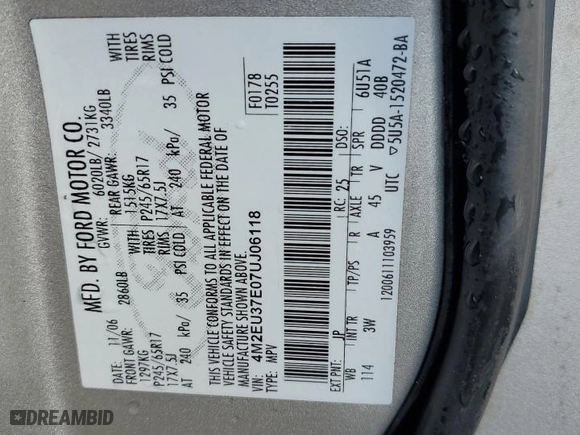 MFD. BY FORD MOTOR CO.
11/06 GVWR: 6020LB/ 2731KG
FRONT GAWR: 2860LB REAR GAWR: 3340LB
1297KG 1515KG WITH
P245/65R17 TIRES P245/65R17 TIRES
17X7.5J 17X7.5J RIMS
AT 240 kPa/ 35 PSI COLD AT 240 kPa/ 35 PSI COLD
THIS VEHICLE CONFORMS TO ALL APPLICABLE FEDERAL MOTOR
VEHICLE SAFETY STANDARDS IN EFFECT ON THE DATE OF
MANUFACTURE SHOWN ABOVE.
VIN: 4M2EU37E07UJ06118 F0178
TYPE: MPV T0255
EXT PNT: JP RC: 25 DSO:
WB INT TR TP/PS R AXLE TR SPR 6U51A
114 3W A 45 V DDDD 40B
1200611103959 UTC ▽5U5A-1520472-BA
DREAMBID